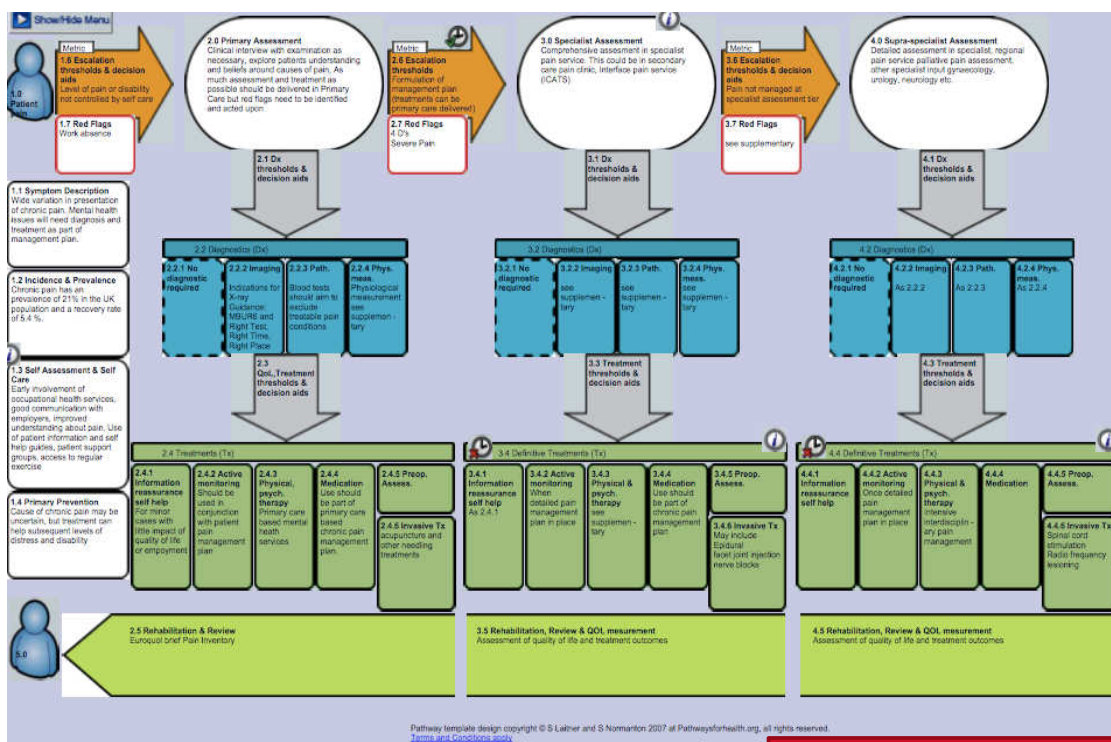 Show/Hide Menu
1.0
Patient
pain
Metric
1.6 Escalation
thresholds & decision
aids
Level of pain or disability
not controlled by self care
1.7 Red Flags
Work absence
2.0 Primary Assessment
Clinical interview with examination as
necessary, explore patients understanding
and beliefs around causes of pain, As
much assessment and treatment as
possible should be delivered in Primary
Care but red flags need to be identified
and acted upon
Metric
2.6 Escalation
thresholds
Formulation of
management plan
(treatments can be
primary care delivered)
2.7 Red Flags
4 D's
Severe Pain
3.0 Specialist Assessment
Comprehensive assesment in specialist
pain service. This could be in secondary
care pain clinic, Interface pain service
(ICATS)
Metric
3.6 Escalation
thresholds & decision
aids
Pain not managed at
specialist assessment tier
3.7 Red Flags
see supplementary
4.0 Supra-specialist Assessment
Detailed assessment in specialist, regional
pain service palliative pain assessment,
other specialist input gynaecology,
urology, neurology etc.
1.1 Symptom Description
Wide variation in presentation
of chronic pain. Mental health
issues will need diagnosis and
treatment as part of
management plan.
1.2 Incidence & Prevalence
Chronic pain has an
prevalence of 21% in the UK
population and a recovery rate
of 5.4 %.
1.3 Self Assessment & Self
Care
Early involvement of
occupational health services,
good communication with
employers, improved
understanding about pain, Use
of patient information and self
help guides, patient support
groups, access to regular
exercise
1.4 Primary Prevention
Cause of chronic pain may be
uncertain, but treatment can
help subsequent levels of
distress and disability
2.1 Dx
thresholds &
decision aids
2.2 Diagnostics (Dx)
2.2.1 No
diagnostic
required
2.2.2 Imaging
Indications for
X-ray
Guidance:
MBUR6 and
Right Test,
Right Time,
Right Place
2.2.3 Path.
Blood tests
should aim to
exclude
treatable pain
conditions
2.2.4 Phys.
meas.
Physiological
measurement
see
supplemen -
tary
2.3
QoL,Treatment
thresholds &
decision aids
2.4 Treatments (Tx)
2.4.1
Information
reassurance
self help
For minor
cases with
little impact of
quality of life
or empoyment
2.4.2 Active
monitoring
Should be
used in
conjunction
with patient
pain
management
plan
2.4.3
Physical,
psych.
therapy
Primary care
based mental
heath
services
2.4.4
Medication
Use should
be part of
primary care
based
chronic pain
management
plan.
2.4.5 Preop.
Assess.
2.4.5 Invasive Tx
acupuncture and
other needling
treatments
3.1 Dx
thresholds &
decision aids
3.2 Diagnostics (Dx)
3.2.1 No
diagnostic
required
3.2.2 Imaging
see
supplemen -
tary
3.2.3 Path.
see
supplemen -
tary
3.2.4 Phys.
meas.
see
supplemen -
tary
3.3 Treatment
thresholds &
decision aids
3.4 Definitive Treatments (Tx)
3.4.1
Information
reassurance
self help
As 2.4.1
3.4.2 Active
monitoring
When
detailed pain
management
plan in place
3.4.3
Physical &
psych.
therapy
see
supplemen -
tary
3.4.4
Medication
Use should
be part of
chronic pain
management
plan
3.4.5 Preop.
Assess.
3.4.6 Invasive Tx
May include
Epidural
facet joint injection
nerve blocks
4.1 Dx
thresholds &
decision aids
4.2 Diagnostics (Dx)
4.2.1 No
diagnostic
required
4.2.2 Imaging
As 2.2.2
4.2.3 Path.
As 2.2.3
4.2.4 Phys.
meas.
As 2.2.4
4.3 Treatment
thresholds &
decision aids
4.4 Definitive Treatments (Tx)
4.4.1
Information
reassurance
self help
4.4.2 Active
monitoring
Once detailed
pain
management
plan in place
4.4.3
Physical &
psych. therapy
Intensive
interdisciplin -
ary pain
management
4.4.4
Medication
4.4.5 Preop.
Assess.
4.4.6 Invasive Tx
Spinal cord
stimulation
Radio frequency
lesioning
5.0
2.5 Rehabilitation & Review
Euroquol brief Pain Inventory
3.5 Rehabilitation, Review & QOL mesurement
Assessment of quality of life and treatment outcomes
4.5 Rehabilitation, Review & QOL mesurement
Assessment of quality of life and treatment outcomes
Pathway template design copyright © S Laitner and S Normanton 2007 at Pathwaysforhealth.org, all rights reserved.
Terms and Conditions apply